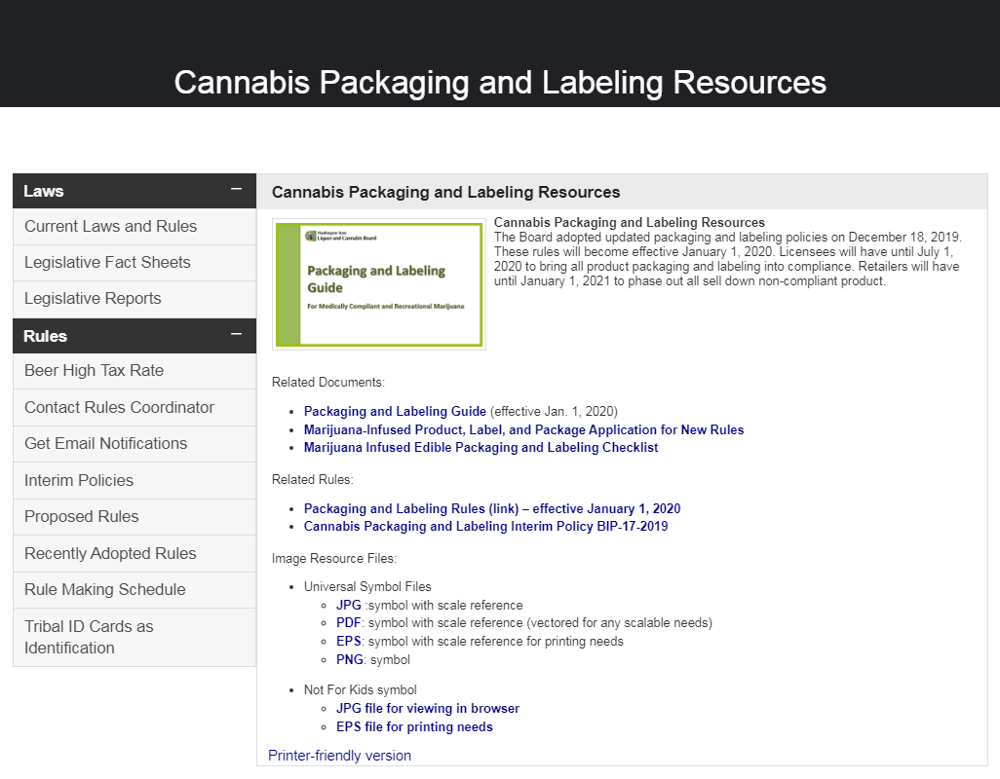 Cannabis Packaging and Labeling Resources
Laws
Current Laws and Rules
Legislative Fact Sheets
Legislative Reports
Rules
Beer High Tax Rate
Contact Rules Coordinator
Get Email Notifications
Interim Policies
Proposed Rules
Recently Adopted Rules
Rule Making Schedule
Tribal ID Cards as
Identification
Cannabis Packaging and Labeling Resources
Washington State
Liquor and Cannabis Board
Packaging and Labeling
Guide
For Medically Compliant and Recreational Marijuana
Cannabis Packaging and Labeling Resources
The Board adopted updated packaging and labeling policies on December 18, 2019.
These rules will become effective January 1, 2020. Licensees will have until July 1,
2020 to bring all product packaging and labeling into compliance. Retailers will have
until January 1, 2021 to phase out all sell down non-compliant product.
Related Documents:
• Packaging and Labeling Guide (effective Jan. 1, 2020)
• Marijuana-Infused Product, Label, and Package Application for New Rules
• Marijuana Infused Edible Packaging and Labeling Checklist
Related Rules:
• Packaging and Labeling Rules (link) – effective January 1, 2020
• Cannabis Packaging and Labeling Interim Policy BIP-17-2019
Image Resource Files:
• Universal Symbol Files
◦ JPG :symbol with scale reference
◦ PDF: symbol with scale reference (vectored for any scalable needs)
◦ EPS: symbol with scale reference for printing needs
◦ PNG: symbol
• Not For Kids symbol
◦ JPG file for viewing in browser
◦ EPS file for printing needs
Printer-friendly version